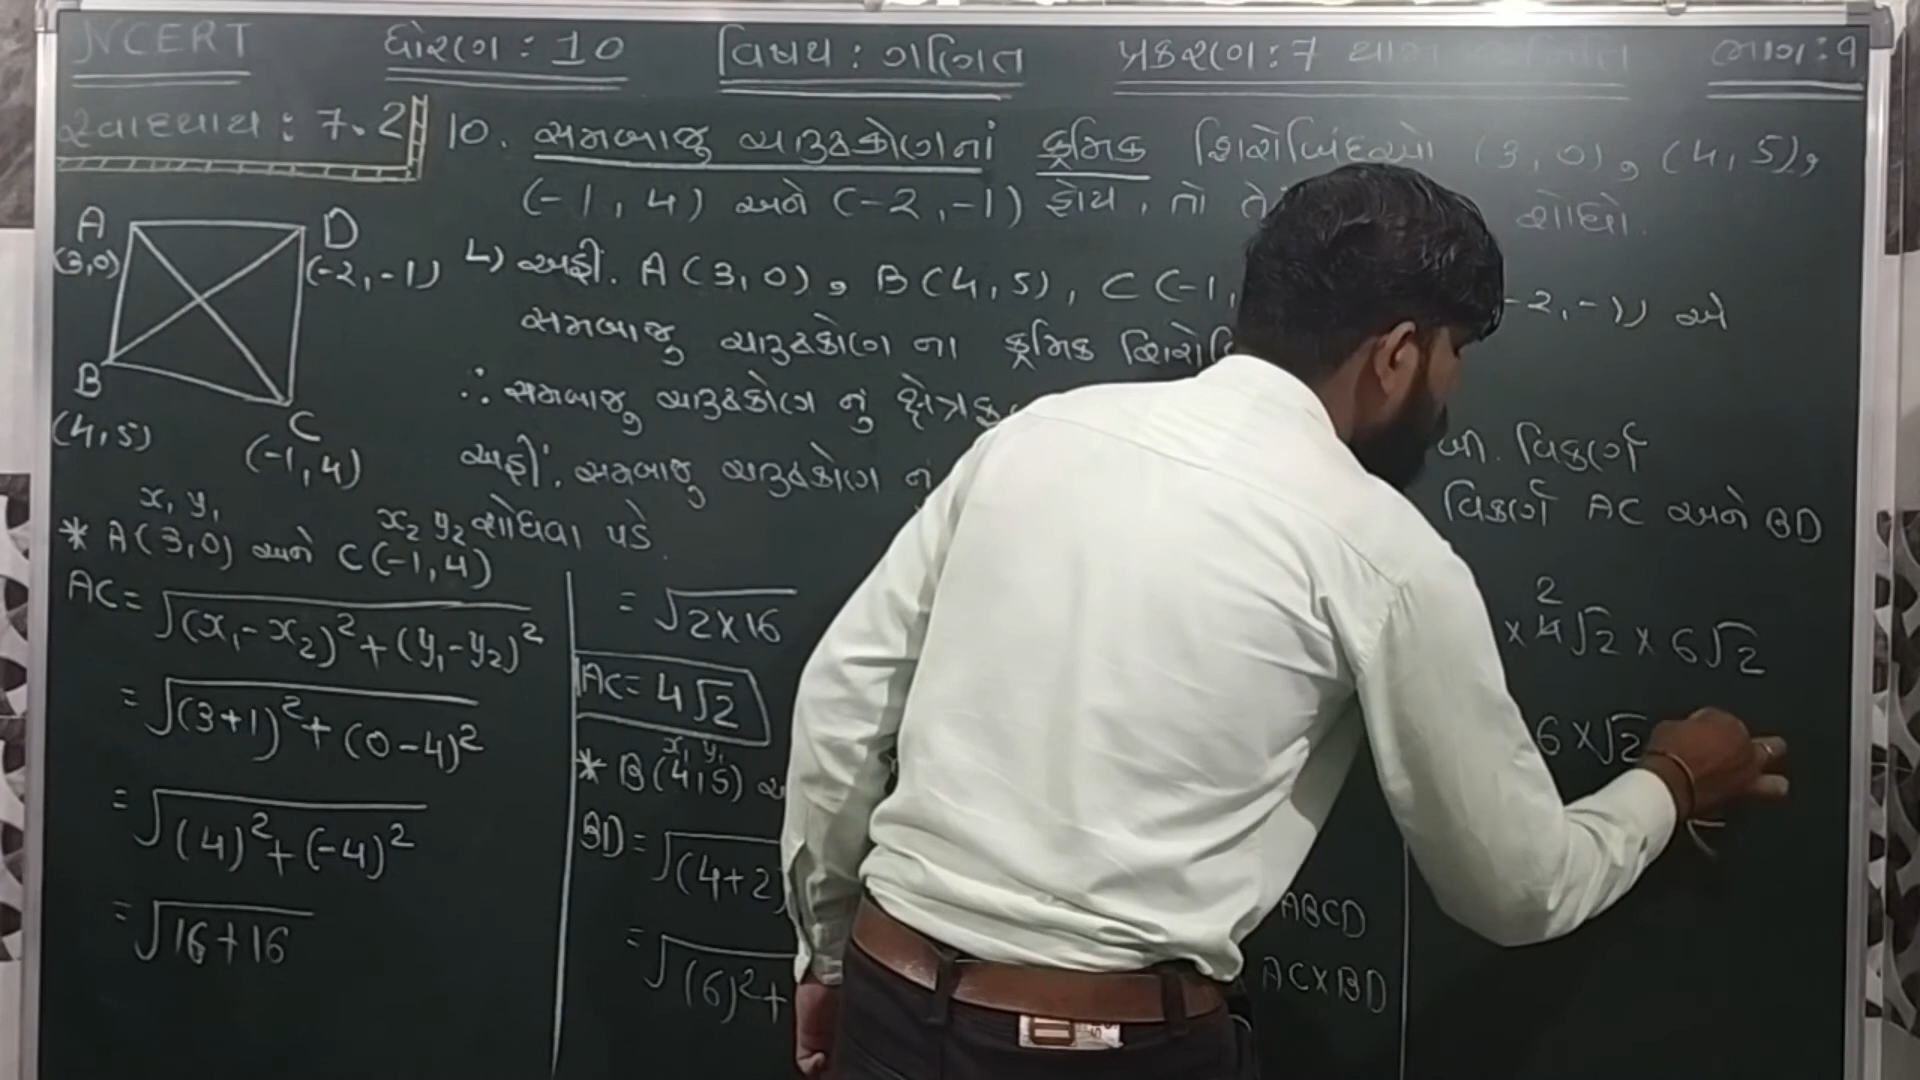 NCERT ધોરણ : 10 વિષય : ગણિત પ્રકરણ : 7 ભાગ : 9
સ્વાધ્યાય : 7.2
10. સમબાજુ ચતુષ્કોણનાં ક્રમિક શિરોબિંદુઓ (3,0), (4,5),
(-1,4) અને (-2,-1) હોય, તો શોધો.
A D
(3,0) (-2,-1)
B C
(4,5) (-1,4)
અહીં. A(3,0), B(4,5), C(-1, -2,-1) એ
સમબાજુ ચતુષ્કોણ ના ક્રમિક
∴ સમબાજુ ચતુષ્કોણ નું
વિકર્ણ
અહીં. સમબાજુ ચતુષ્કોણ વિકર્ણ AC અને BD
શોધવા પડે.
x₁ y₁ x₂ y₂
* A(3,0) અને C(-1,4)
AC = √(x₁-x₂)²+(y₁-y₂)²
= √(3+1)²+(0-4)²
= √(4)²+(-4)²
= √16+16
= √2×16
AC = 4√2
x₁ y₁
* B(4,5)
BD = √(4+2)
= √(6)²+
ABCD
AC×BD
2
× 4√2 × 6√2
6×√2